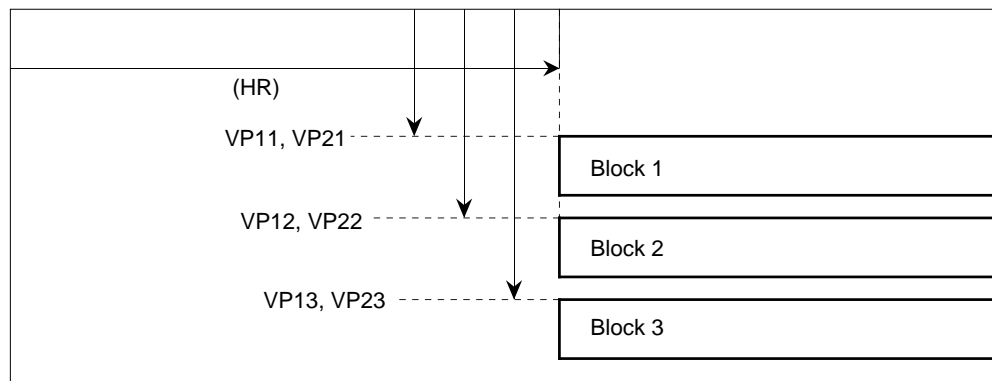 (HR)
VP11, VP21
Block 1
VP12, VP22
Block 2
VP13, VP23
Block 3